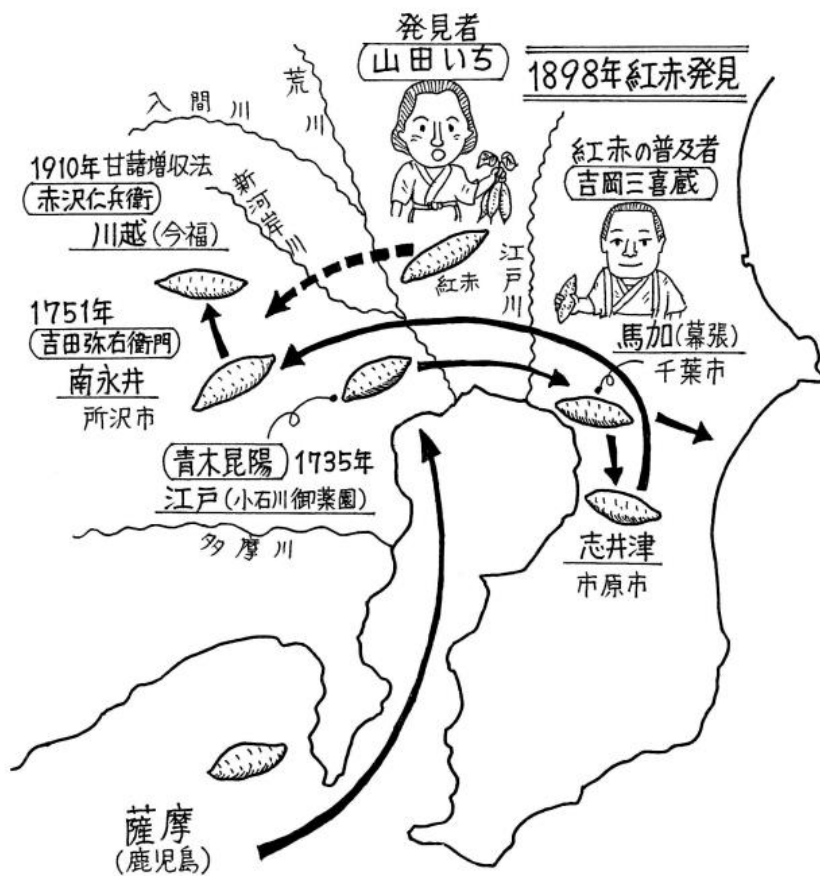 発見者
山田いち
1898年紅赤発見
荒川
入間川
1910年甘藷増収法
赤沢仁兵衛
川越(今福)
新河岸川
紅赤
江戸川
紅赤の普及者
吉岡三喜蔵
1751年
吉田弥右衛門
南永井
所沢市
馬加(幕張)
千葉市
青木昆陽 1735年
江戸(小石川御薬園)
多摩川
志井津
市原市
薩摩
(鹿児島)